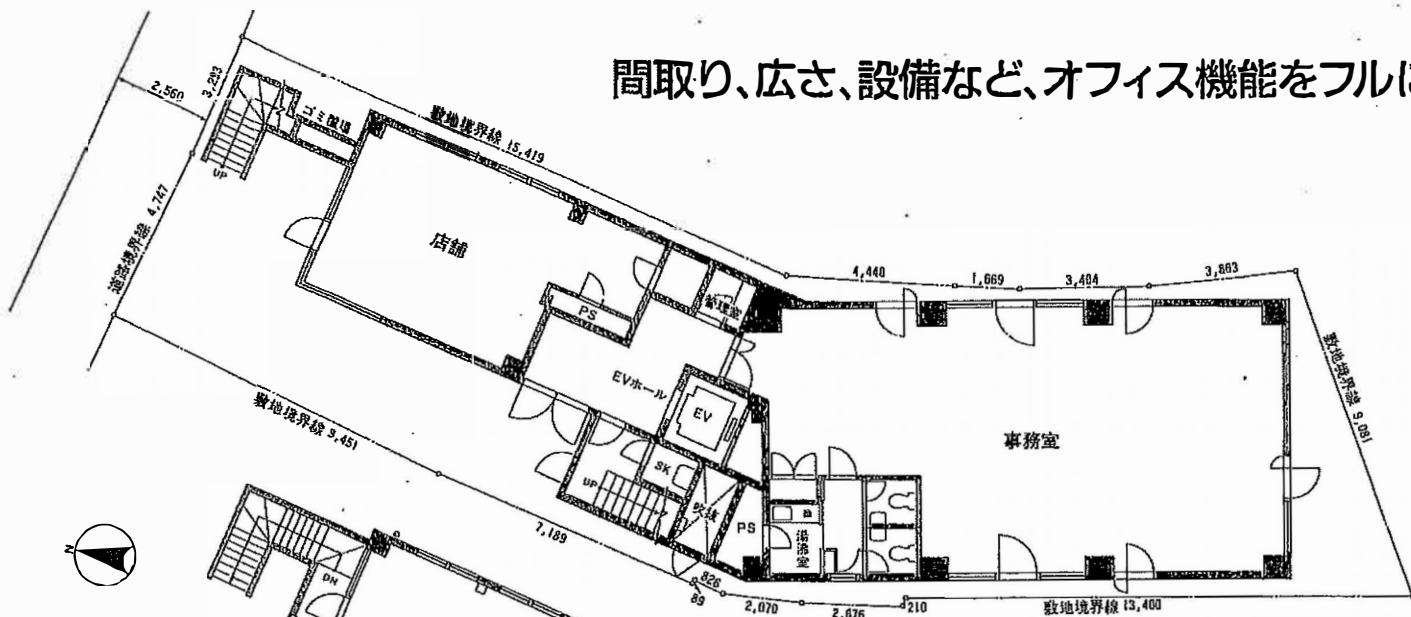 間取り、広さ、設備など、オフィス機能をフルに
2,560
3,293
ゴミ置場
敷地境界線 15,419
UP
道路境界線 4,747
店舗
4,440
1,669
3,404
3,863
PS
管理室
EVホール
EV
敷地境界線 9,081
敷地境界線 9,451
事務室
SK
UP
吹抜
PS
湯沸室
7,189
N
DN
826
89
2,070
2,676
210
敷地境界線 13,400